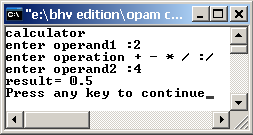 "e:\bhv edition\opam c...
calculator
enter operand1 :2
enter operation + - * / :/
enter operand2 :4
result= 0.5
Press any key to continue_